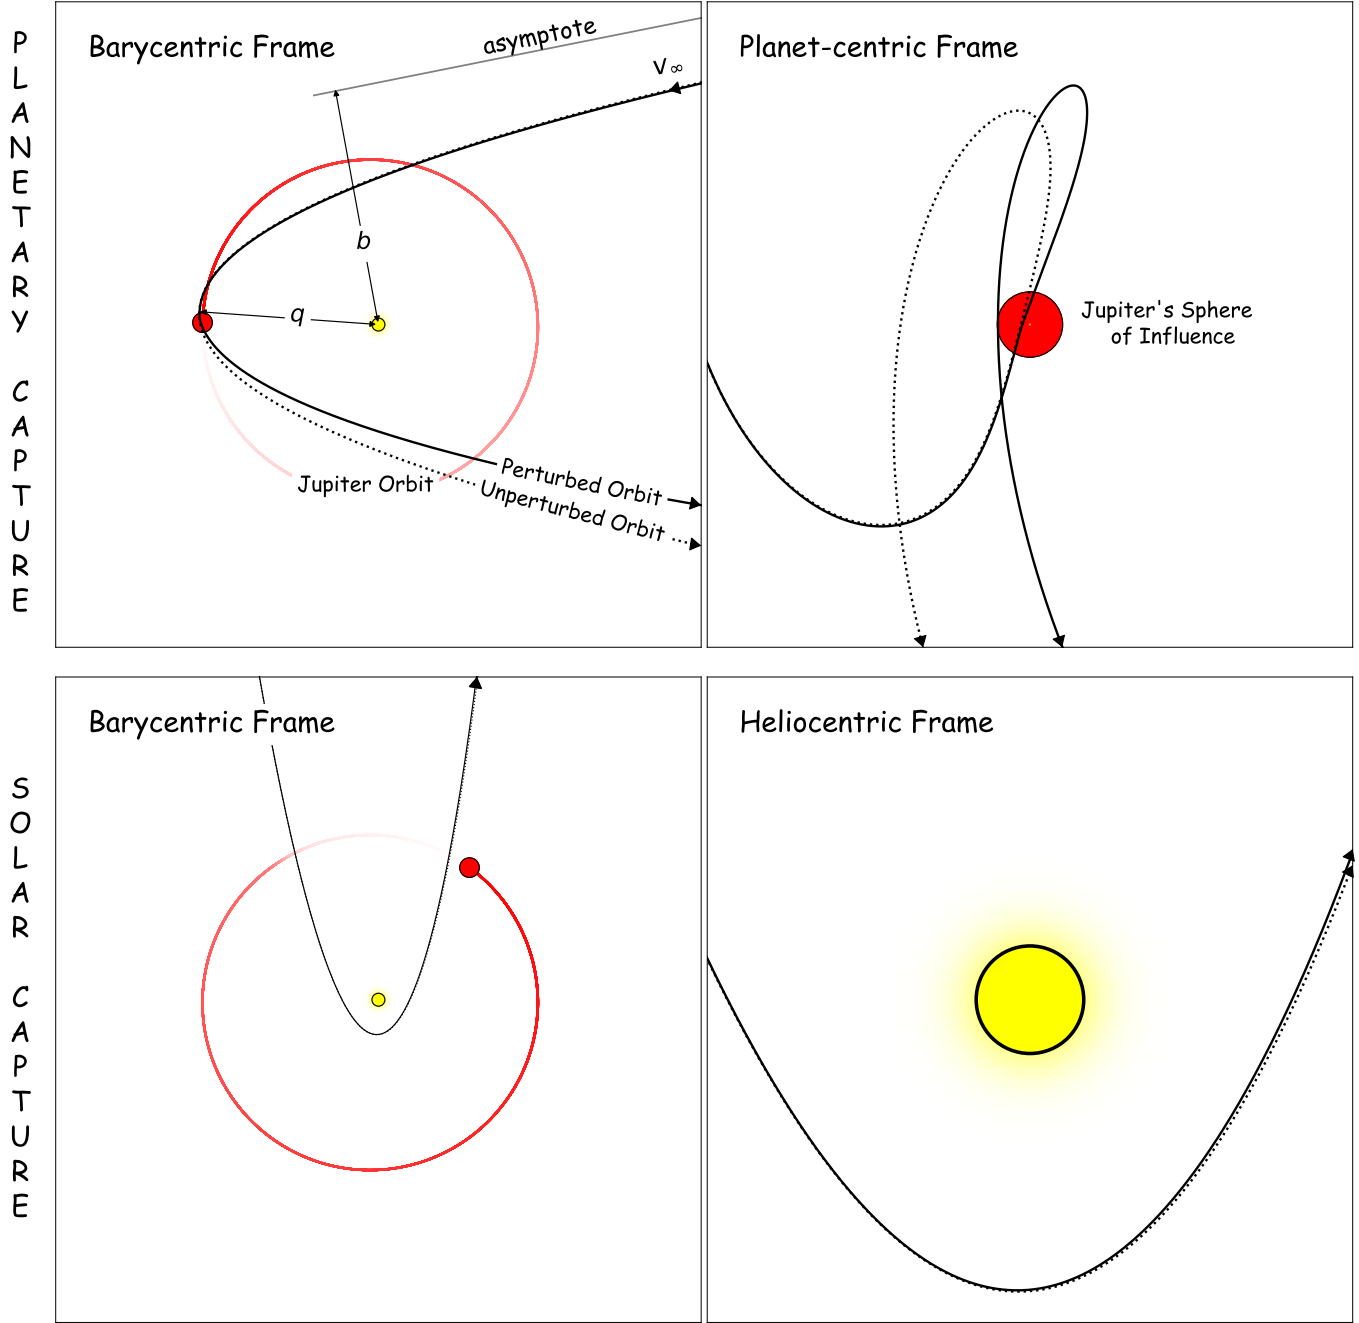 PLANETARY CAPTURE
Barycentric Frame
asymptote
V∞
b
q
Jupiter Orbit
Perturbed Orbit
Unperturbed Orbit
Planet-centric Frame
Jupiter's Sphere
of Influence
SOLAR CAPTURE
Barycentric Frame
Heliocentric Frame